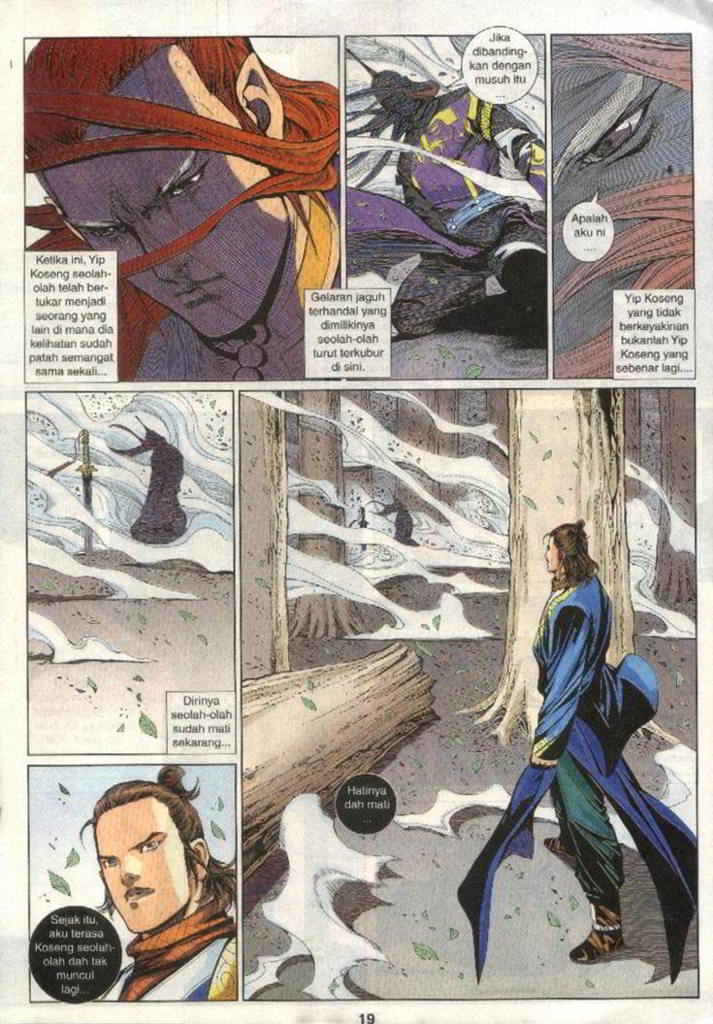 Ketika ini, Yip
Koseng seolah-
olah telah ber-
tukar menjadi
seorang yang
lain di mana dia
kelihatan sudah
patah semangat
sama sekali...
Jika
dibanding-
kan dengan
musuh itu
...
Gelaran jaguh
terhandal yang
dimilikinya
seolah-olah
turut terkubur
di sini.
Apalah
aku ni
....
Yip Koseng
yang tidak
berkeyakinan
bukanlah Yip
Koseng yang
sebenar lagi....
Dirinya
seolah-olah
sudah mati
sekarang...
Hatinya
dah mati
...
Sejak itu,
aku terasa
Koseng seolah-
olah dah tak
muncul
lagi...
19